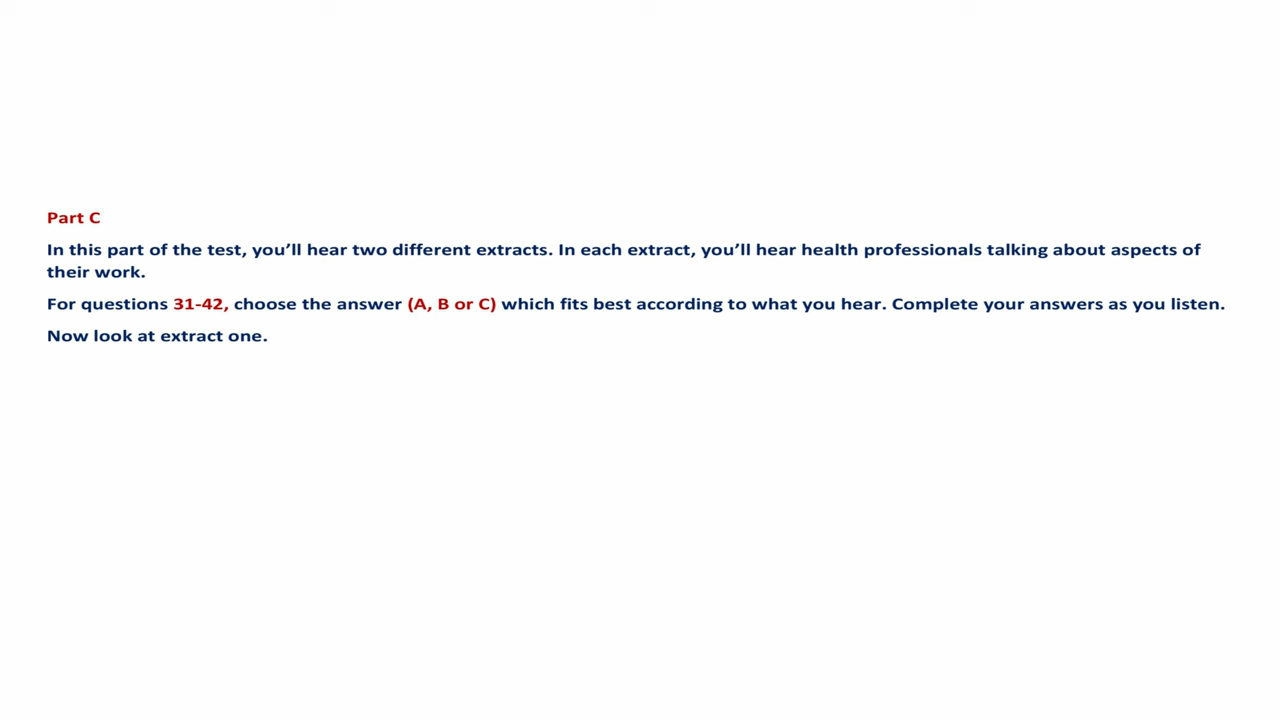 Part C
In this part of the test, you’ll hear two different extracts. In each extract, you’ll hear health professionals talking about aspects of
their work.
For questions 31-42, choose the answer (A, B or C) which fits best according to what you hear. Complete your answers as you listen.
Now look at extract one.